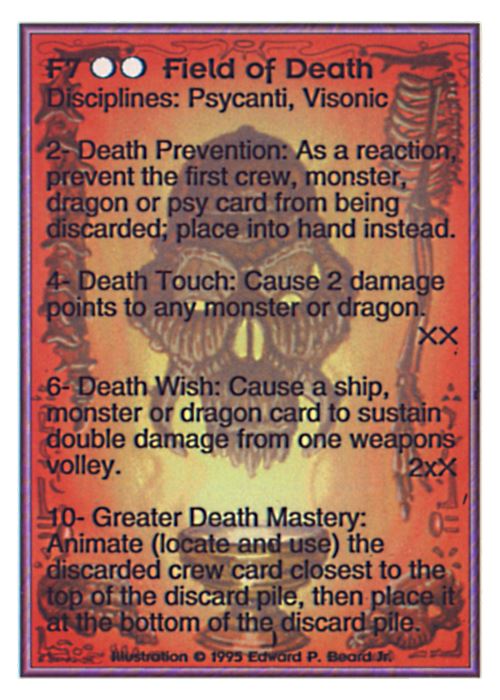 F7 Field of Death
Disciplines: Psycanti, Visonic
2- Death Prevention: As a reaction,
prevent the first crew, monster,
dragon or psy card from being
discarded; place into hand instead.
4- Death Touch: Cause 2 damage
points to any monster or dragon.
XX
6- Death Wish: Cause a ship,
monster or dragon card to sustain
double damage from one weapons
volley. 2xX
10- Greater Death Mastery:
Animate (locate and use) the
discarded crew card closest to the
top of the discard pile, then place it
at the bottom of the discard pile.
Illustration © 1995 Edward P. Beard Jr.